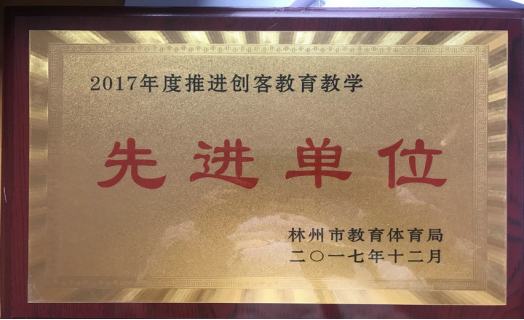 2017年度推进创客教育教学
先进单位
林州市教育体育局
二〇一七年十二月